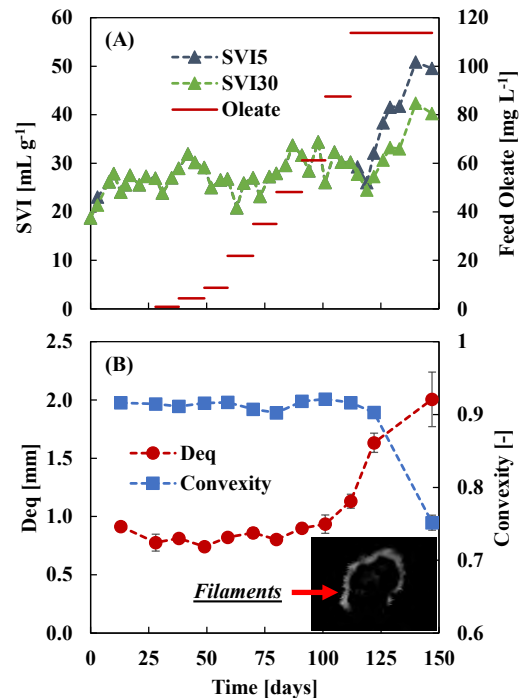 (A)
SVI5
SVI30
Oleate
SVI [mL g-1]
60
50
40
30
20
10
0
Feed Oleate [mg L-1]
120
100
80
60
40
20
0
(B)
Deq
Convexity
Filaments
Deq [mm]
2.5
2.0
1.5
1.0
0.5
0.0
Convexity [-]
1
0.9
0.8
0.7
0.6
0 25 50 75 100 125 150
Time [days]